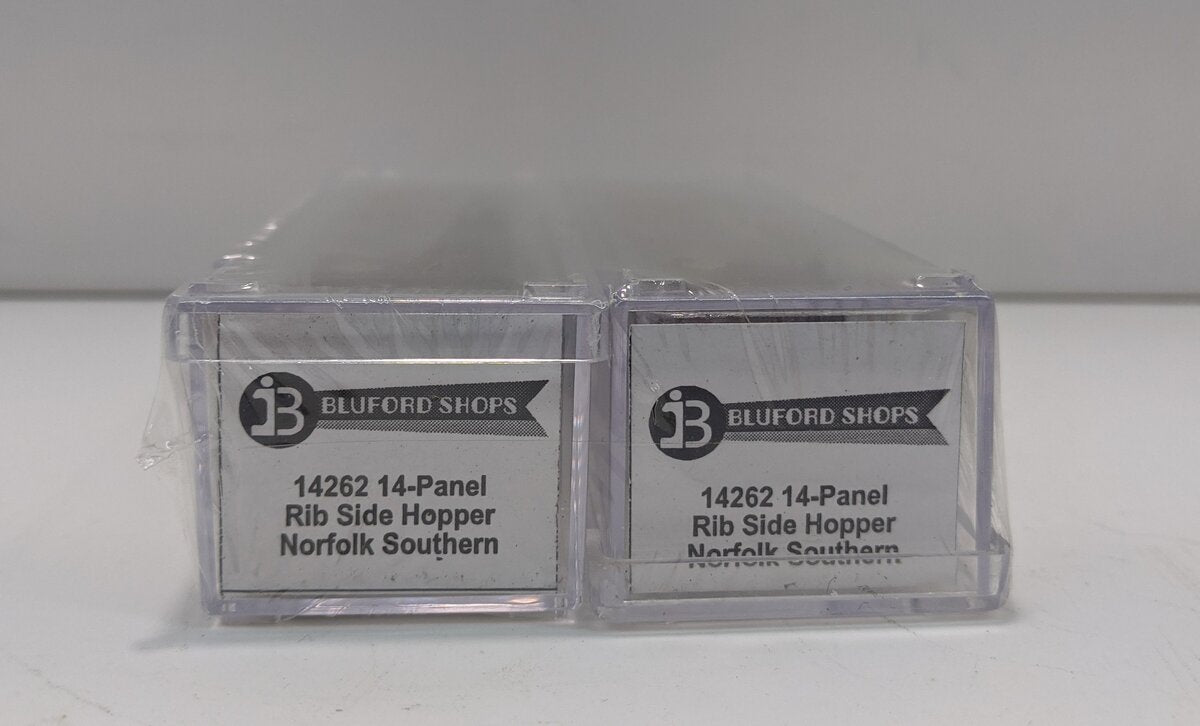 B BLUFORD SHOPS
14262 14-Panel
Rib Side Hopper
Norfolk Southern
B BLUFORD SHOPS
14262 14-Panel
Rib Side Hopper
Norfolk Southern